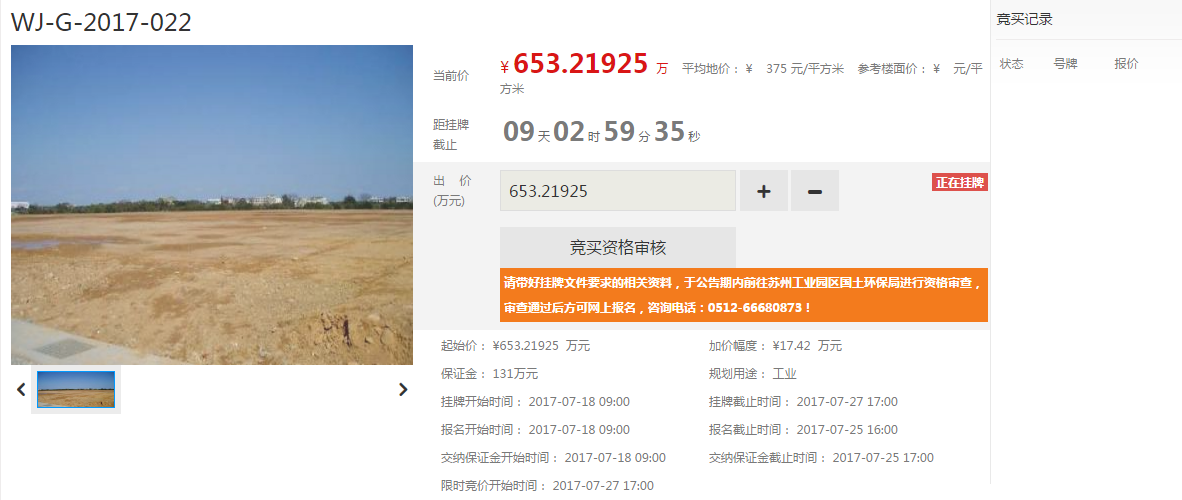 WJ-G-2017-022
竞买记录
当前价
¥ 653.21925 万 平均地价：¥ 375 元/平方米 参考楼面价：¥ 元/平
方米
状态 号牌 报价
距挂牌
截止
09 天 02 时 59 分 35 秒
出 价
(万元)
653.21925
+
-
正在挂牌
竞买资格审核
请带好挂牌文件要求的相关资料，于公告期内前往苏州工业园区国土环保局进行资格审查，
审查通过后方可网上报名，咨询电话：0512-66680873！
起始价： ¥653.21925 万元
加价幅度： ¥17.42 万元
保证金： 131万元
规划用途： 工业
挂牌开始时间： 2017-07-18 09:00
挂牌截止时间： 2017-07-27 17:00
报名开始时间： 2017-07-18 09:00
报名截止时间： 2017-07-25 16:00
交纳保证金开始时间： 2017-07-18 09:00
交纳保证金截止时间： 2017-07-25 17:00
限时竞价开始时间： 2017-07-27 17:00